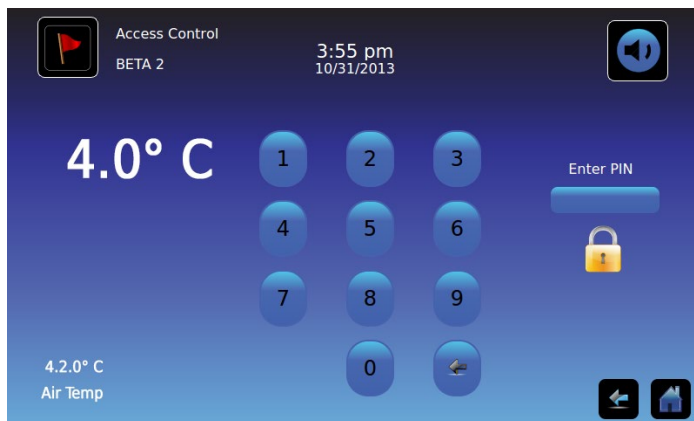 Access Control
BETA 2
3:55 pm
10/31/2013
4.0° C
1 2 3
Enter PIN
4 5 6
7 8 9
0
4.2.0° C
Air Temp